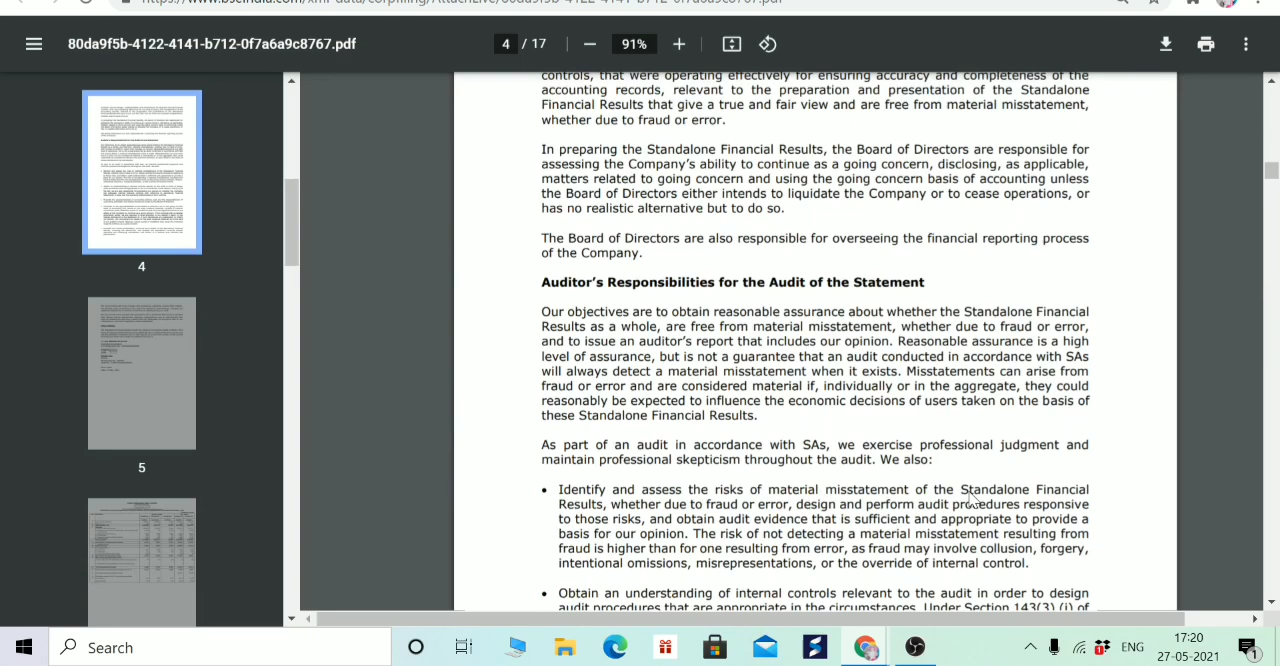 80da9f5b-4122-4141-b712-0f7a6a9c8767.pdf
4 / 17
91%
controls, that were operating effectively for ensuring accuracy and completeness of the
accounting records, relevant to the preparation and presentation of the Standalone
Financial Results that give a true and fair view and are free from material misstatement,
whether due to fraud or error.
In preparing the Standalone Financial Results, the Board of Directors are responsible for
assessing the Company's ability to continue as a going concern, disclosing, as applicable,
matters related to going concern and using the going concern basis of accounting unless
the Board of Directors either intends to liquidate the Company or to cease operations, or
has no realistic alternative but to do so.
The Board of Directors are also responsible for overseeing the financial reporting process
of the Company.
Auditor's Responsibilities for the Audit of the Statement
Our objectives are to obtain reasonable assurance about whether the Standalone Financial
Results as a whole, are free from material misstatement, whether due to fraud or error,
and to issue an auditor's report that includes our opinion. Reasonable assurance is a high
level of assurance, but is not a guarantee that an audit conducted in accordance with SAs
will always detect a material misstatement when it exists. Misstatements can arise from
fraud or error and are considered material if, individually or in the aggregate, they could
reasonably be expected to influence the economic decisions of users taken on the basis of
these Standalone Financial Results.
As part of an audit in accordance with SAs, we exercise professional judgment and
maintain professional skepticism throughout the audit. We also:
• Identify and assess the risks of material misstatement of the Standalone Financial
Results, whether due to fraud or error, design and perform audit procedures responsive
to those risks, and obtain audit evidence that is sufficient and appropriate to provide a
basis for our opinion. The risk of not detecting a material misstatement resulting from
fraud is higher than for one resulting from error, as fraud may involve collusion, forgery,
intentional omissions, misrepresentations, or the override of internal control.
• Obtain an understanding of internal controls relevant to the audit in order to design
audit procedures that are appropriate in the circumstances. Under Section 143(3) (i) of
4
5
Search
ENG
17:20
27-05-2021
1